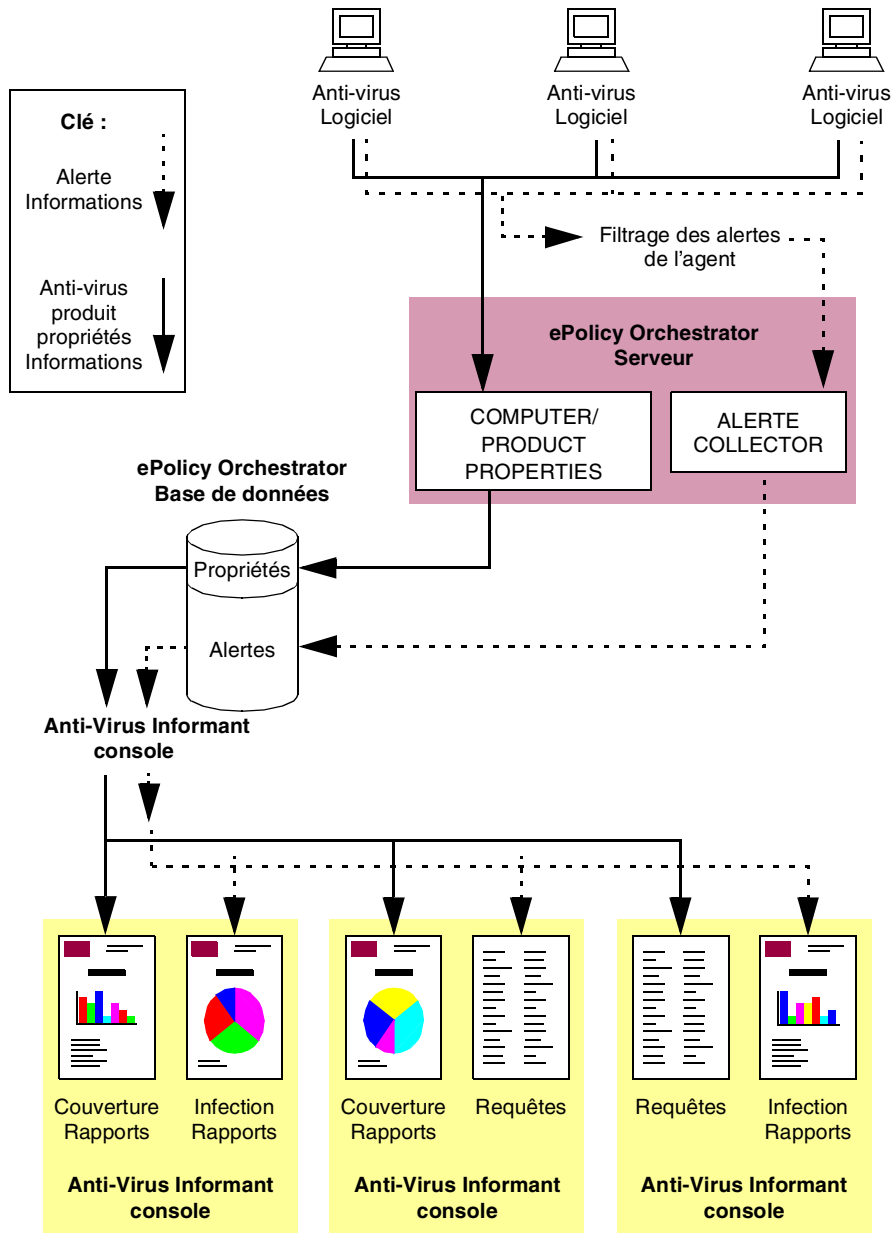 Anti-virus
Logiciel
Anti-virus
Logiciel
Anti-virus
Logiciel
Clé :
Alerte
Informations
Anti-virus
produit
propriétés
Informations
Filtrage des alertes
de l'agent
ePolicy Orchestrator
Serveur
COMPUTER/
PRODUCT
PROPERTIES
ALERTE
COLLECTOR
ePolicy Orchestrator
Base de données
Propriétés
Alertes
Anti-Virus Informant
console
Couverture
Rapports
Infection
Rapports
Couverture
Rapports
Requêtes
Requêtes
Infection
Rapports
Anti-Virus Informant
console
Anti-Virus Informant
console
Anti-Virus Informant
console